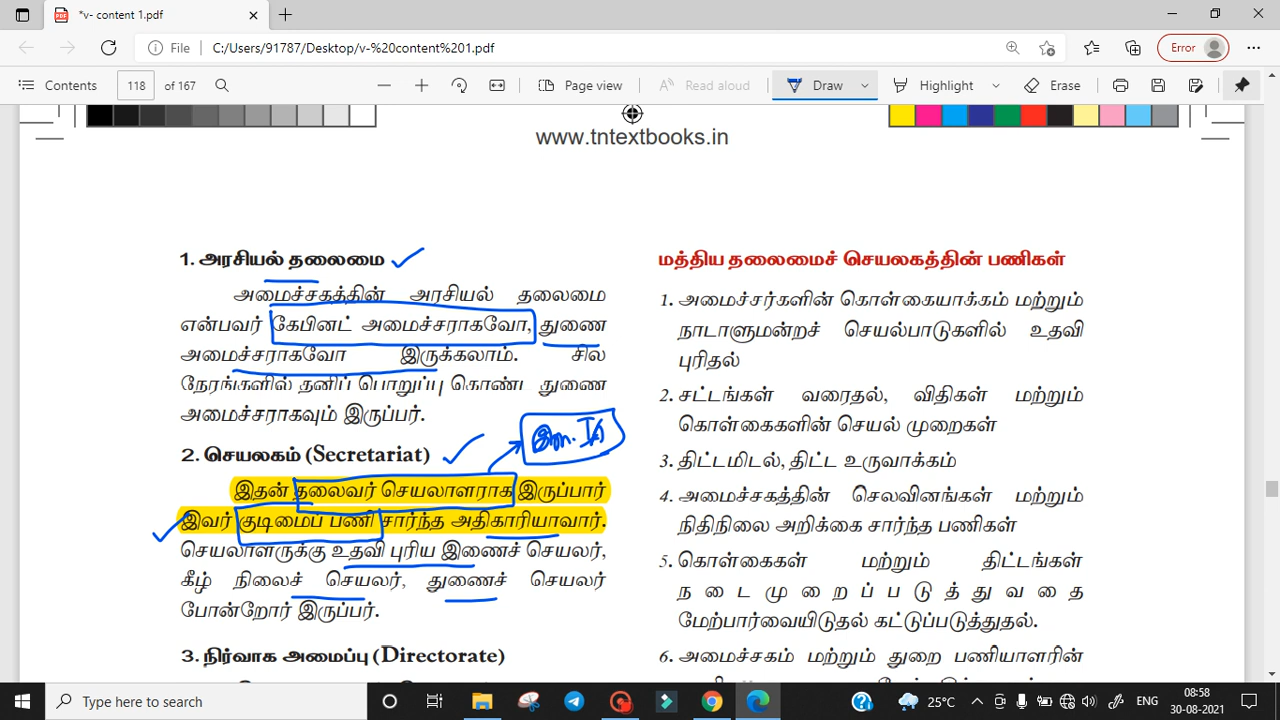 *v- content 1.pdf
File
C:/Users/91787/Desktop/v-%20content%201.pdf
Error
Contents
118
of 167
Page view
Read aloud
Draw
Highlight
Erase
www.tntextbooks.in
1. அரசியல் தலைமை
அமைச்சகத்தின் அரசியல் தலைமை
என்பவர் கேபினட் அமைச்சராகவோ, துணை
அமைச்சராகவோ இருக்கலாம். சில
நேரங்களில் தனிப் பொறுப்பு கொண்ட துணை
அமைச்சராகவும் இருப்பர்.
2. செயலகம் (Secretariat)
இதன் தலைவர் செயலாளராக இருப்பார்
இவர் குடிமைப் பணி சார்ந்த அதிகாரியாவார்.
செயலாளருக்கு உதவி புரிய இணைச் செயலர்,
கீழ் நிலைச் செயலர், துணைச் செயலர்
போன்றோர் இருப்பர்.
3. நிர்வாக அமைப்பு (Directorate)
மத்திய தலைமைச் செயலகத்தின் பணிகள்
1. அமைச்சர்களின் கொள்கையாக்கம் மற்றும்
நாடாளுமன்றச் செயல்பாடுகளில் உதவி
புரிதல்
2. சட்டங்கள் வரைதல், விதிகள் மற்றும்
கொள்கைகளின் செயல் முறைகள்
3. திட்டமிடல், திட்ட உருவாக்கம்
4. அமைச்சகத்தின் செலவினங்கள் மற்றும்
நிதிநிலை அறிக்கை சார்ந்த பணிகள்
5. கொள்கைகள் மற்றும் திட்டங்கள்
நடைமுறைப்படுத்துவதை
மேற்பார்வையிடுதல் கட்டுப்படுத்துதல்.
6. அமைச்சகம் மற்றும் துறை பணியாளரின்
Type here to search
25°C
ENG
08:58
30-08-2021